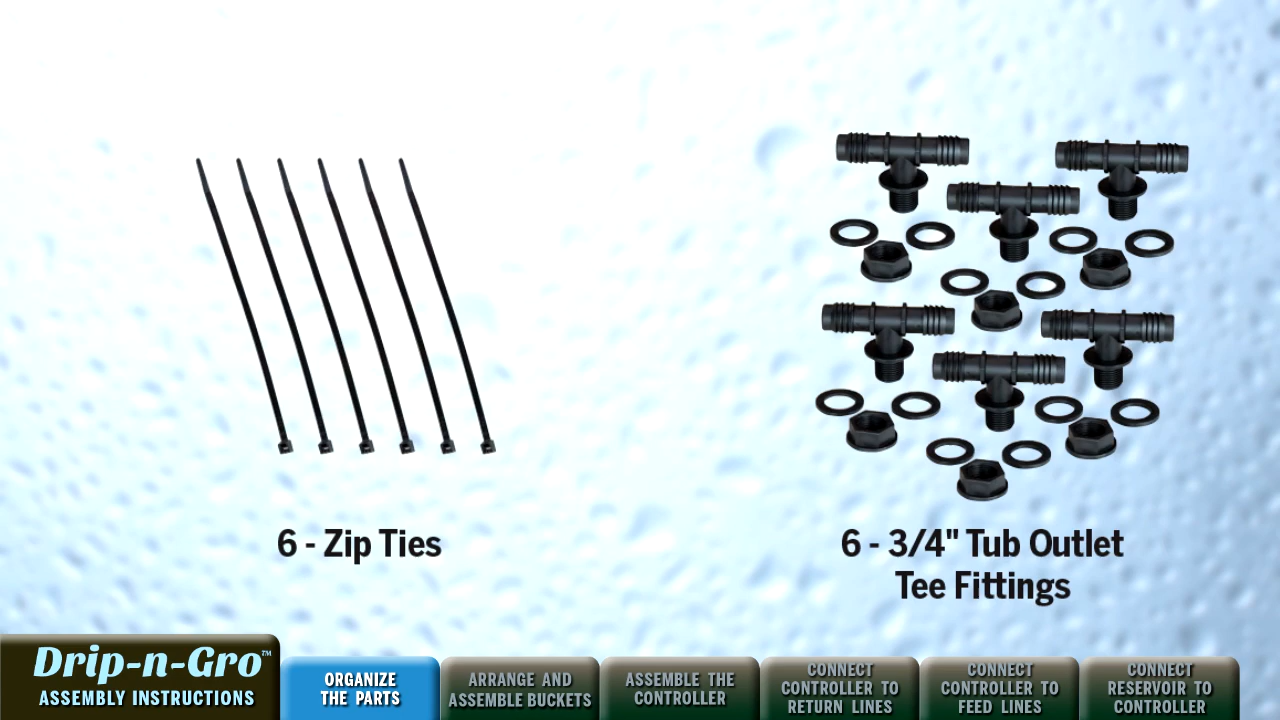 6 - Zip Ties
6 - 3/4" Tub Outlet
Tee Fittings
Drip-n-Gro™
ASSEMBLY INSTRUCTIONS
ORGANIZE
THE PARTS
ARRANGE AND
ASSEMBLE BUCKETS
ASSEMBLE THE
CONTROLLER
CONNECT
CONTROLLER TO
RETURN LINES
CONNECT
CONTROLLER TO
FEED LINES
CONNECT
RESERVOIR TO
CONTROLLER